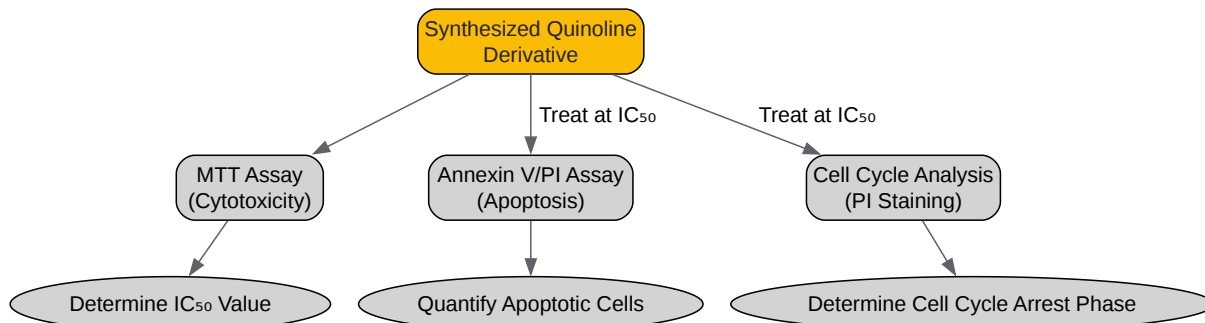 Synthesized Quinoline
Derivative
Treat at IC₅₀
Treat at IC₅₀
MTT Assay
(Cytotoxicity)
Annexin V/PI Assay
(Apoptosis)
Cell Cycle Analysis
(PI Staining)
Determine IC₅₀ Value
Quantify Apoptotic Cells
Determine Cell Cycle Arrest Phase